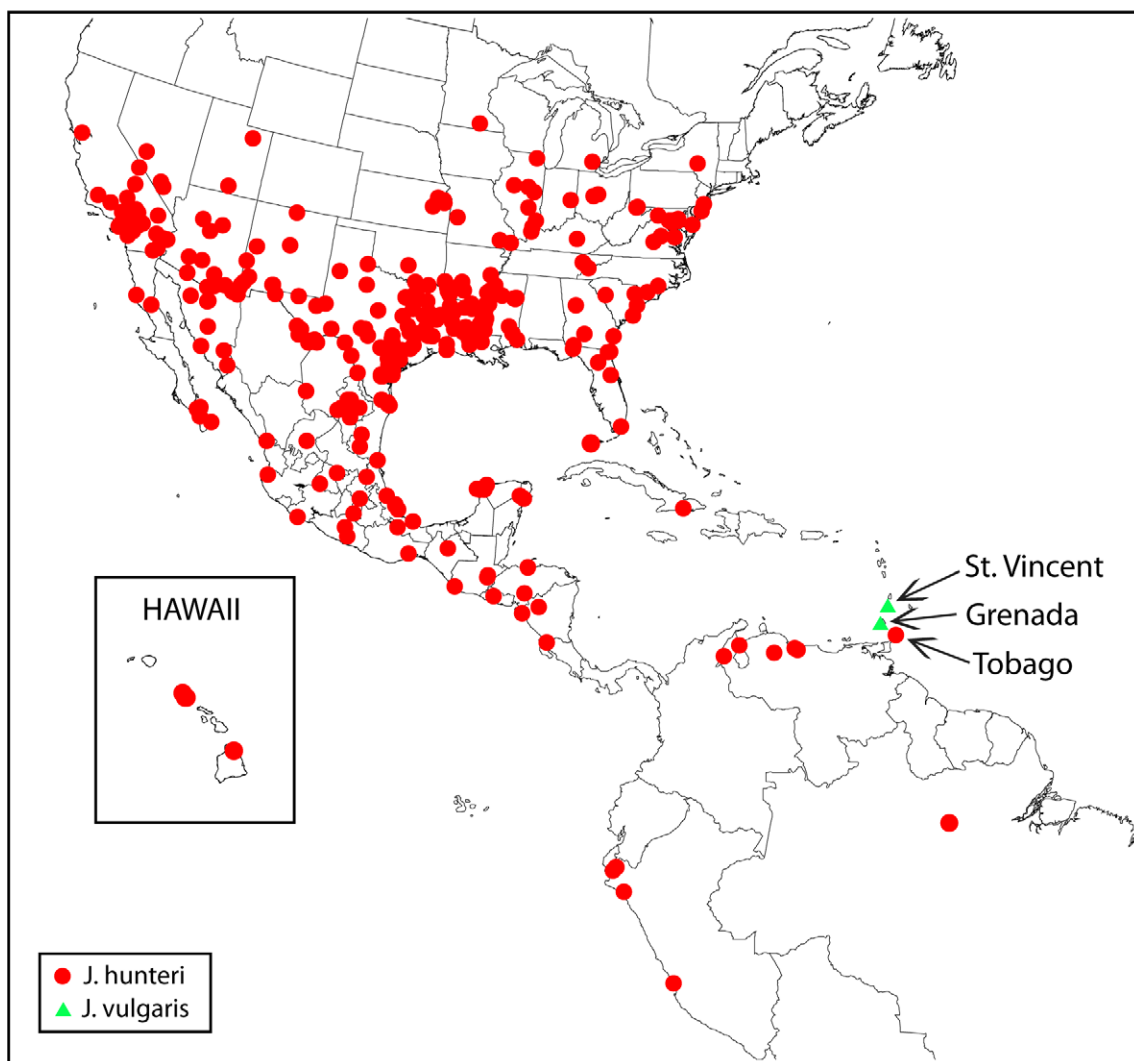 St. Vincent
Grenada
Tobago
HAWAII
J. hunteri
J. vulgaris